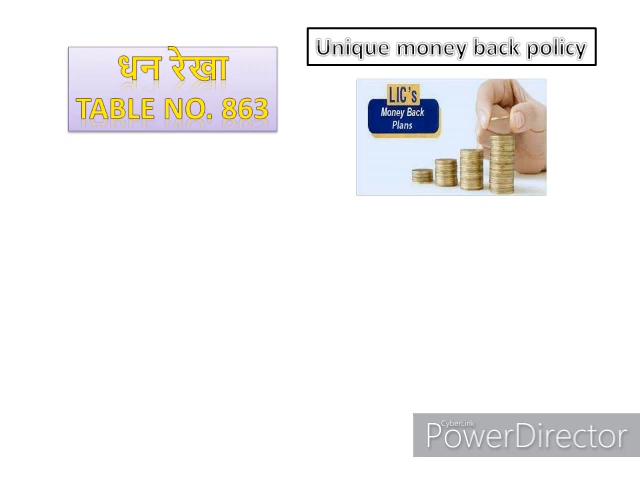 धन रेखा
TABLE NO. 863
Unique money back policy
LIC's
Money Back
Plans
CyberLink
PowerDirector